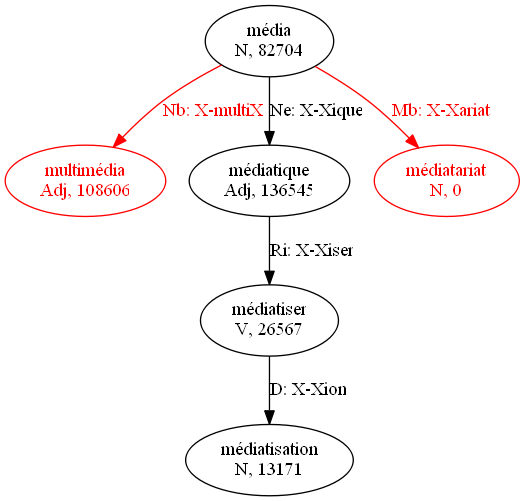 média
N, 82704
Nb: X-multiX
Ne: X-Xique
Mb: X-Xariat
multimédia
Adj, 108606
médiatique
Adj, 136545
médiatariat
N, 0
Ri: X-Xiser
médiatiser
V, 26567
D: X-Xion
médiatisation
N, 13171